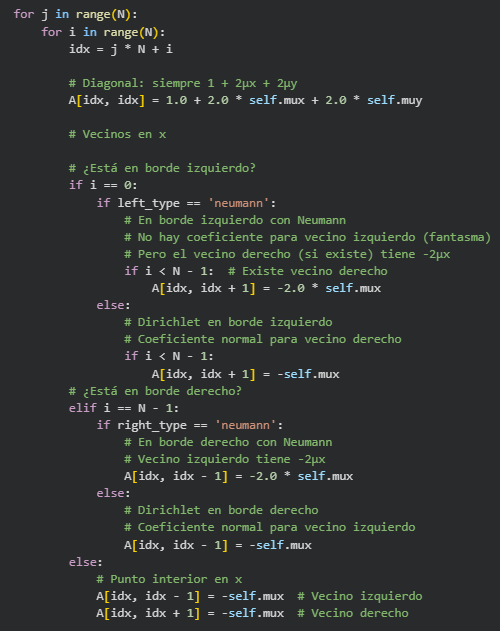 for j in range(N):
    for i in range(N):
        idx = j * N + i

        # Diagonal: siempre 1 + 2μx + 2μy
        A[idx, idx] = 1.0 + 2.0 * self.mux + 2.0 * self.muy

        # Vecinos en x

        # ¿Está en borde izquierdo?
        if i == 0:
            if left_type == 'neumann':
                # En borde izquierdo con Neumann
                # No hay coeficiente para vecino izquierdo (fantasma)
                # Pero el vecino derecho (si existe) tiene -2μx
                if i < N - 1:  # Existe vecino derecho
                    A[idx, idx + 1] = -2.0 * self.mux
            else:
                # Dirichlet en borde izquierdo
                # Coeficiente normal para vecino derecho
                if i < N - 1:
                    A[idx, idx + 1] = -self.mux
        # ¿Está en borde derecho?
        elif i == N - 1:
            if right_type == 'neumann':
                # En borde derecho con Neumann
                # Vecino izquierdo tiene -2μx
                A[idx, idx - 1] = -2.0 * self.mux
            else:
                # Dirichlet en borde derecho
                # Coeficiente normal para vecino izquierdo
                A[idx, idx - 1] = -self.mux
        else:
            # Punto interior en x
            A[idx, idx - 1] = -self.mux  # Vecino izquierdo
            A[idx, idx + 1] = -self.mux  # Vecino derecho